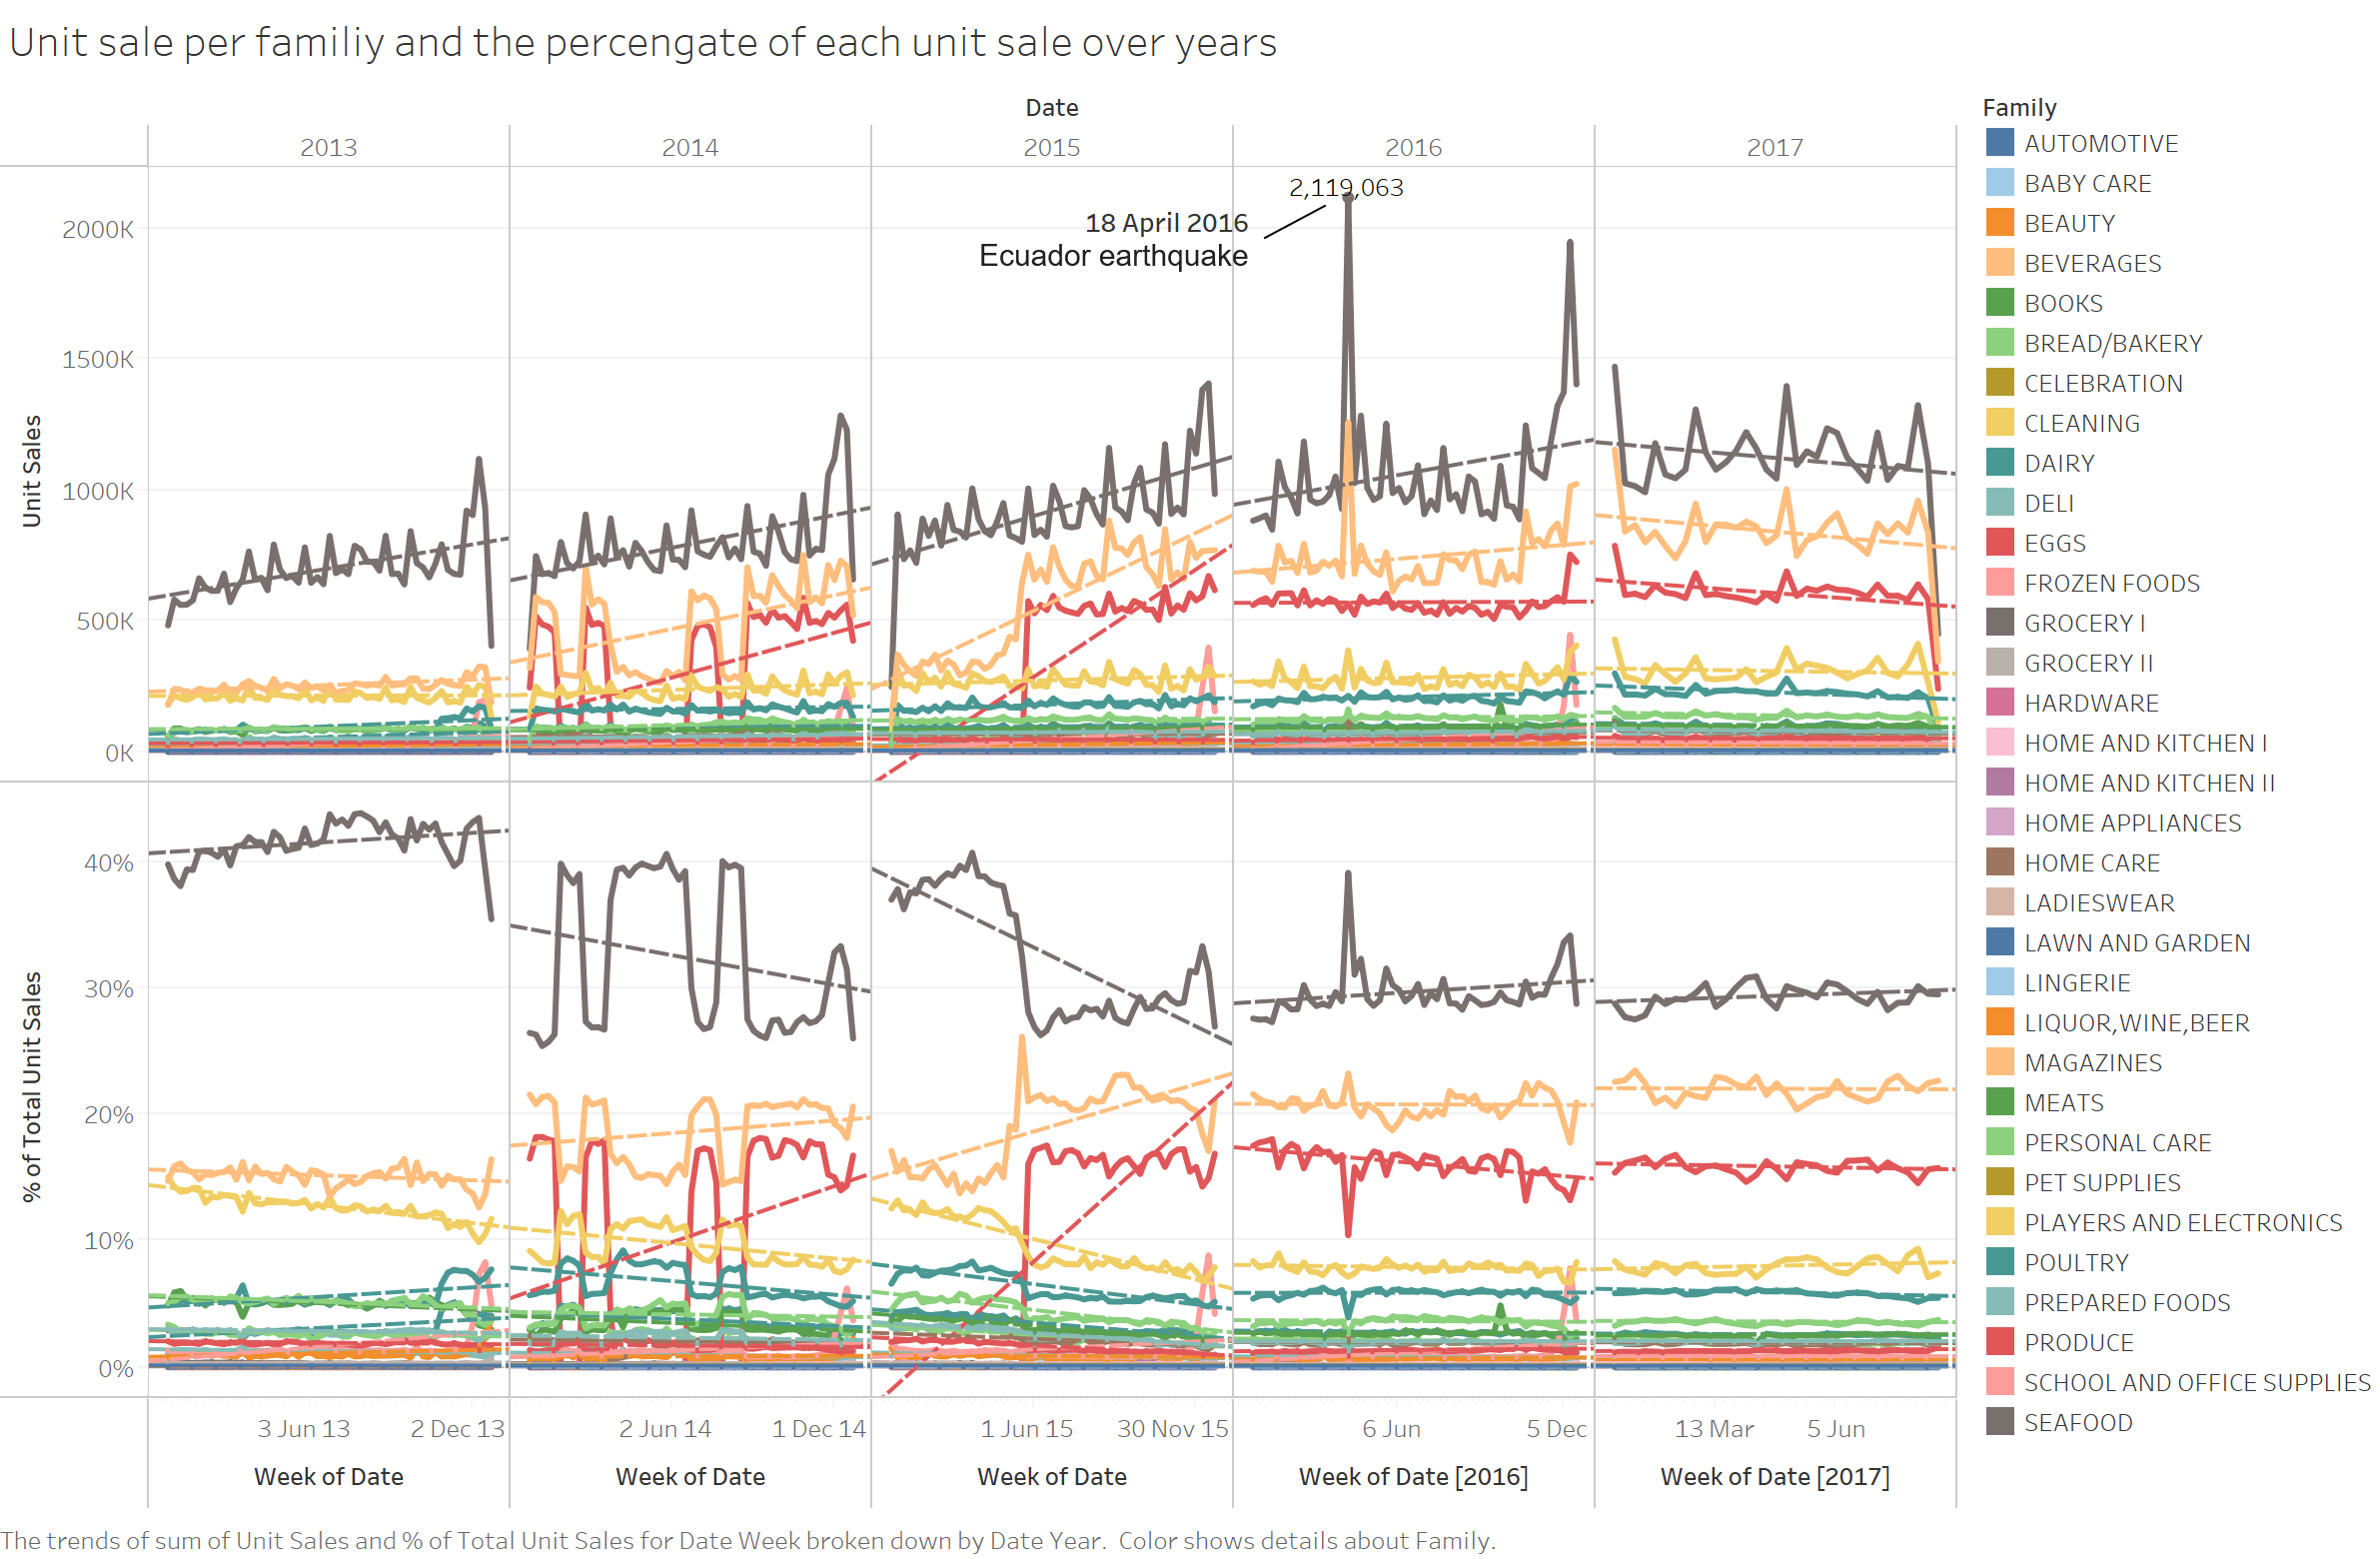 Unit sale per familiy and the percengate of each unit sale over years
Date
2013
2014
2015
2016
2017
Unit Sales
2000K
1500K
1000K
500K
0K
2,119,063
18 April 2016
Ecuador earthquake
% of Total Unit Sales
40%
30%
20%
10%
0%
3 Jun 13
2 Dec 13
2 Jun 14
1 Dec 14
1 Jun 15
30 Nov 15
6 Jun
5 Dec
13 Mar
5 Jun
Week of Date
Week of Date
Week of Date
Week of Date [2016]
Week of Date [2017]
Family
AUTOMOTIVE
BABY CARE
BEAUTY
BEVERAGES
BOOKS
BREAD/BAKERY
CELEBRATION
CLEANING
DAIRY
DELI
EGGS
FROZEN FOODS
GROCERY I
GROCERY II
HARDWARE
HOME AND KITCHEN I
HOME AND KITCHEN II
HOME APPLIANCES
HOME CARE
LADIESWEAR
LAWN AND GARDEN
LINGERIE
LIQUOR,WINE,BEER
MAGAZINES
MEATS
PERSONAL CARE
PET SUPPLIES
PLAYERS AND ELECTRONICS
POULTRY
PREPARED FOODS
PRODUCE
SCHOOL AND OFFICE SUPPLIES
SEAFOOD
The trends of sum of Unit Sales and % of Total Unit Sales for Date Week broken down by Date Year.  Color shows details about Family.